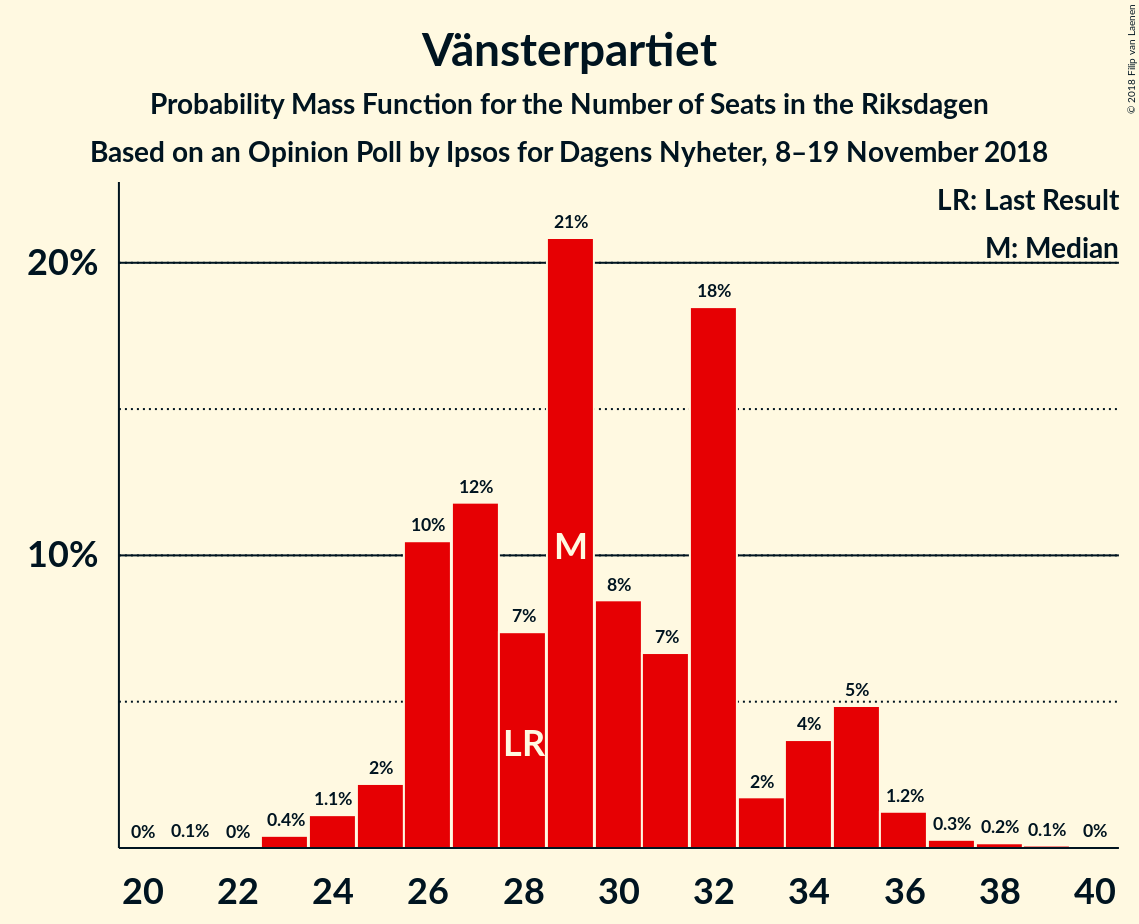 © 2018 Filip van Laenen
Vänsterpartiet
Probability Mass Function for the Number of Seats in the Riksdagen
Based on an Opinion Poll by Ipsos for Dagens Nyheter, 8–19 November 2018
LR: Last Result
M: Median
20%
10%
0%
0.1%
0%
0.4%
1.1%
2%
10%
12%
7%
21%
8%
7%
18%
2%
4%
5%
1.2%
0.3%
0.2%
0.1%
0%
M
LR
20 22 24 26 28 30 32 34 36 38 40